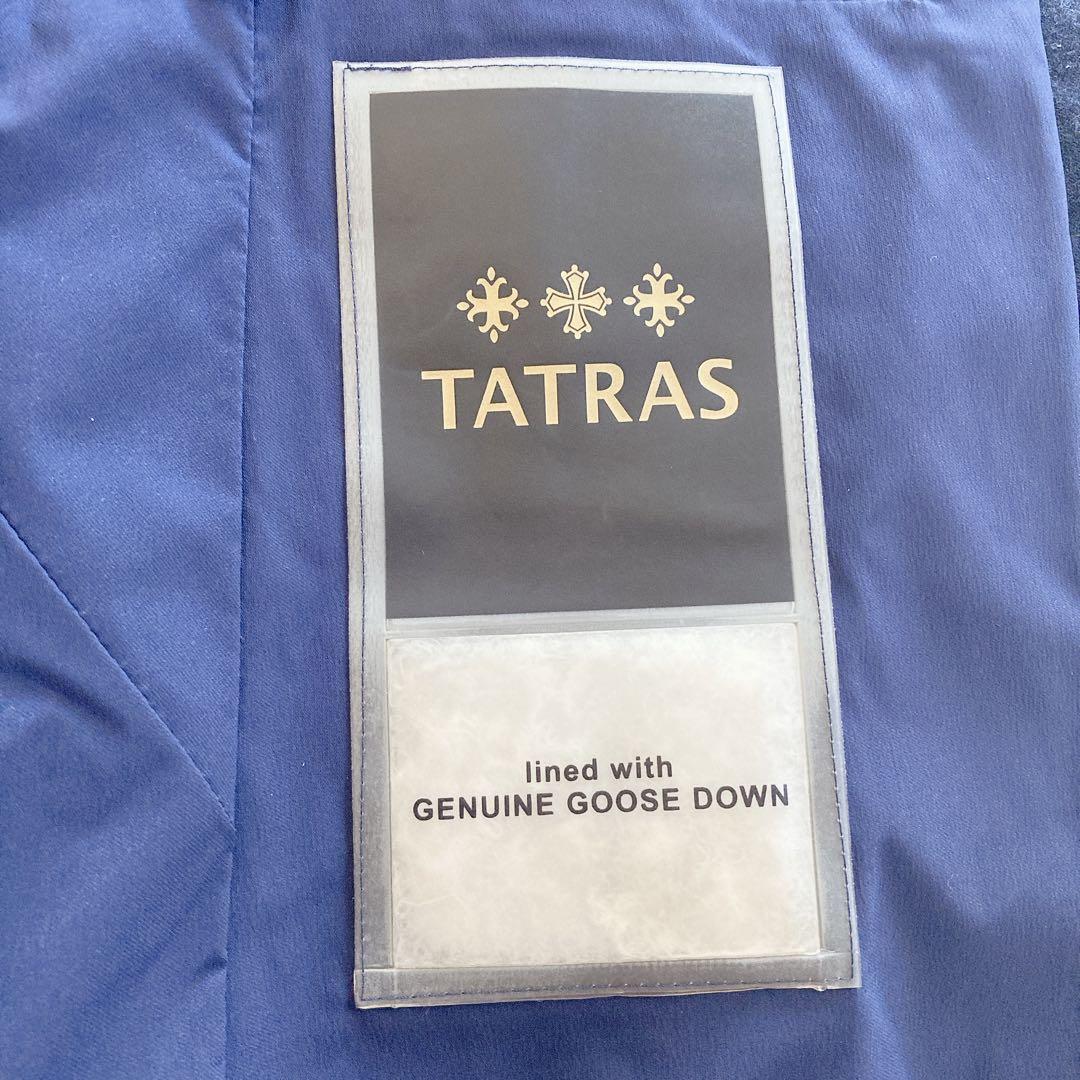 TATRAS
lined with
GENUINE GOOSE DOWN